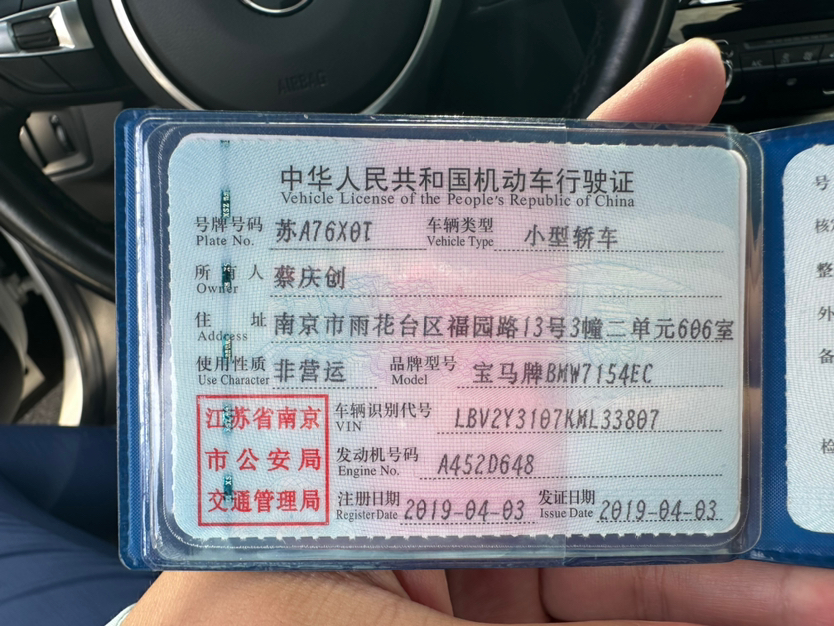 AIRBAG
中华人民共和国机动车行驶证
Vehicle License of the People's Republic of China
号牌号码 苏A76X0T 车辆类型 小型轿车
Plate No. Vehicle Type
所有人 蔡庆创
Owner
住址 南京市雨花台区福园路13号3幢二单元606室
Address
使用性质 非营运 品牌型号 宝马牌BMW7154EC
Use Character Model
江苏省南京
市公安局
交通管理局
车辆识别代号 LBV2Y3107KML33807
VIN
发动机号码 A452D648
Engine No.
注册日期 2019-04-03 发证日期 2019-04-03
Register Date Issue Date
号
核
整
外
备
检